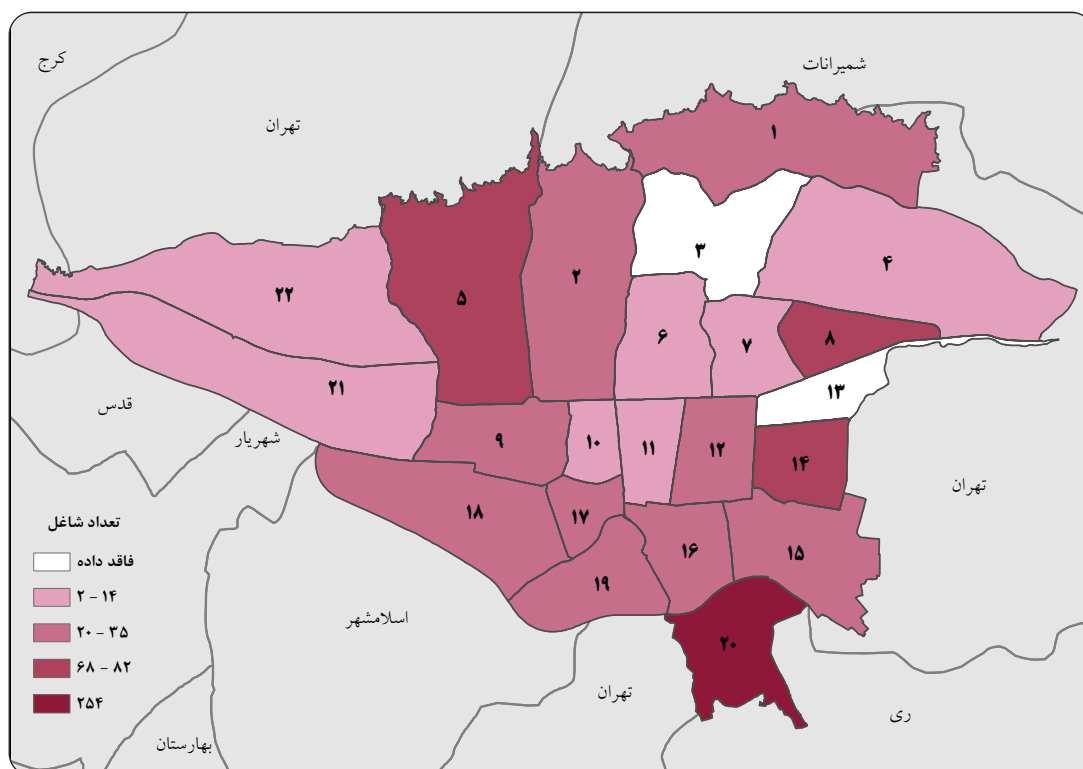 کرج
شمیرانات
تهران
۱
۳
۴
۲
۵
۲۲
۶
۷
۸
۲۱
۱۳
قدس
شهریار
۹
۱۰
۱۱
۱۲
۱۴
تهران
۱۸
۱۷
۱۶
۱۵
۱۹
اسلامشهر
۲۰
تهران
ری
بهارستان
تعداد شاغل
فاقد داده
۲ - ۱۴
۲۰ - ۳۵
۶۸ - ۸۲
۲۵۴